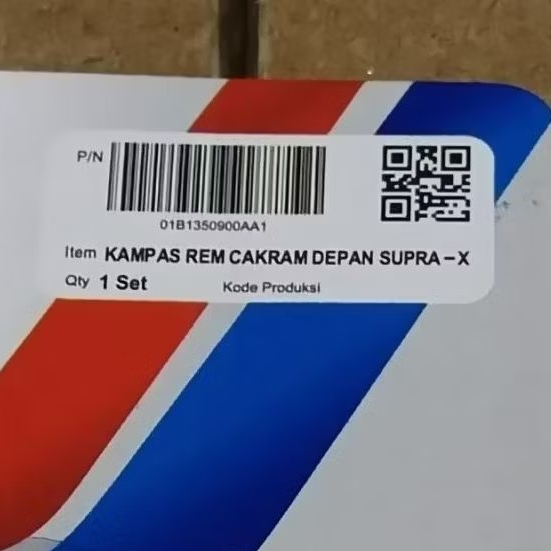 P/N
01B1350900AA1
Item KAMPAS REM CAKRAM DEPAN SUPRA-X
Qty 1 Set Kode Produksi